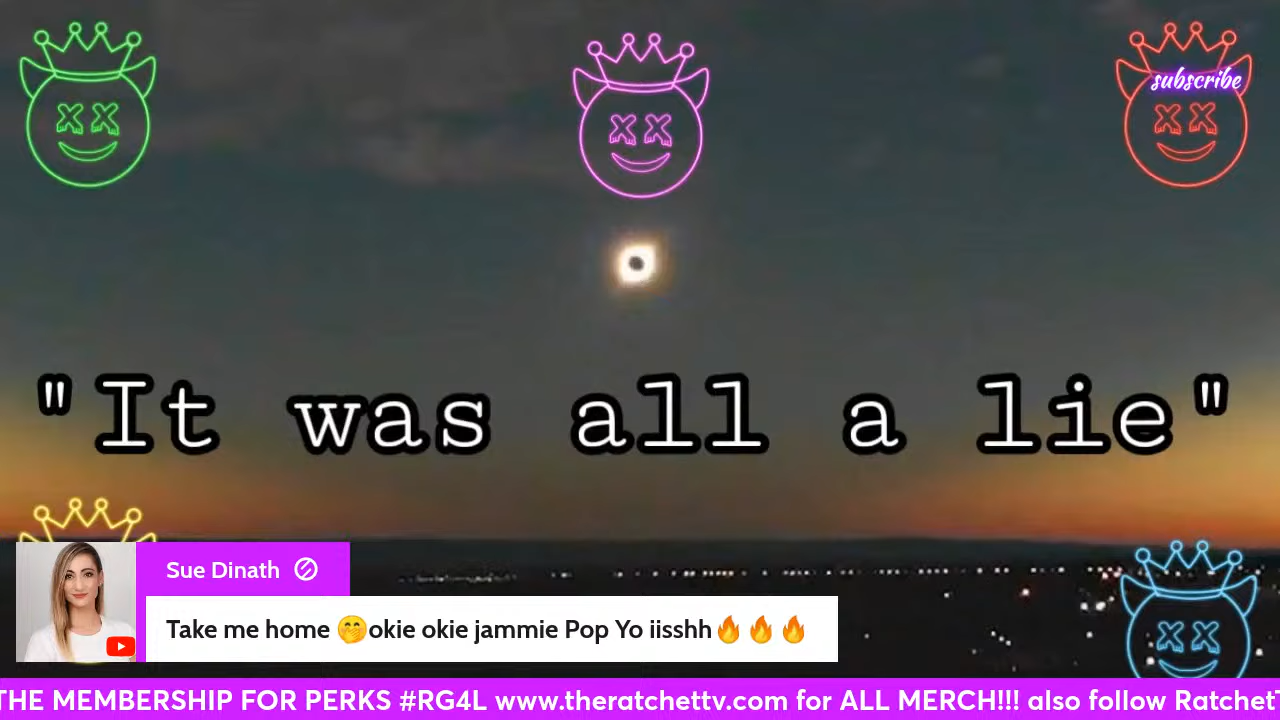 subscribe
"It was all a lie"
Sue Dinath
Take me home 🤭okie okie jammie Pop Yo iisshh🔥🔥🔥
THE MEMBERSHIP FOR PERKS #RG4L www.theratchettv.com for ALL MERCH!!! also follow Ratchet